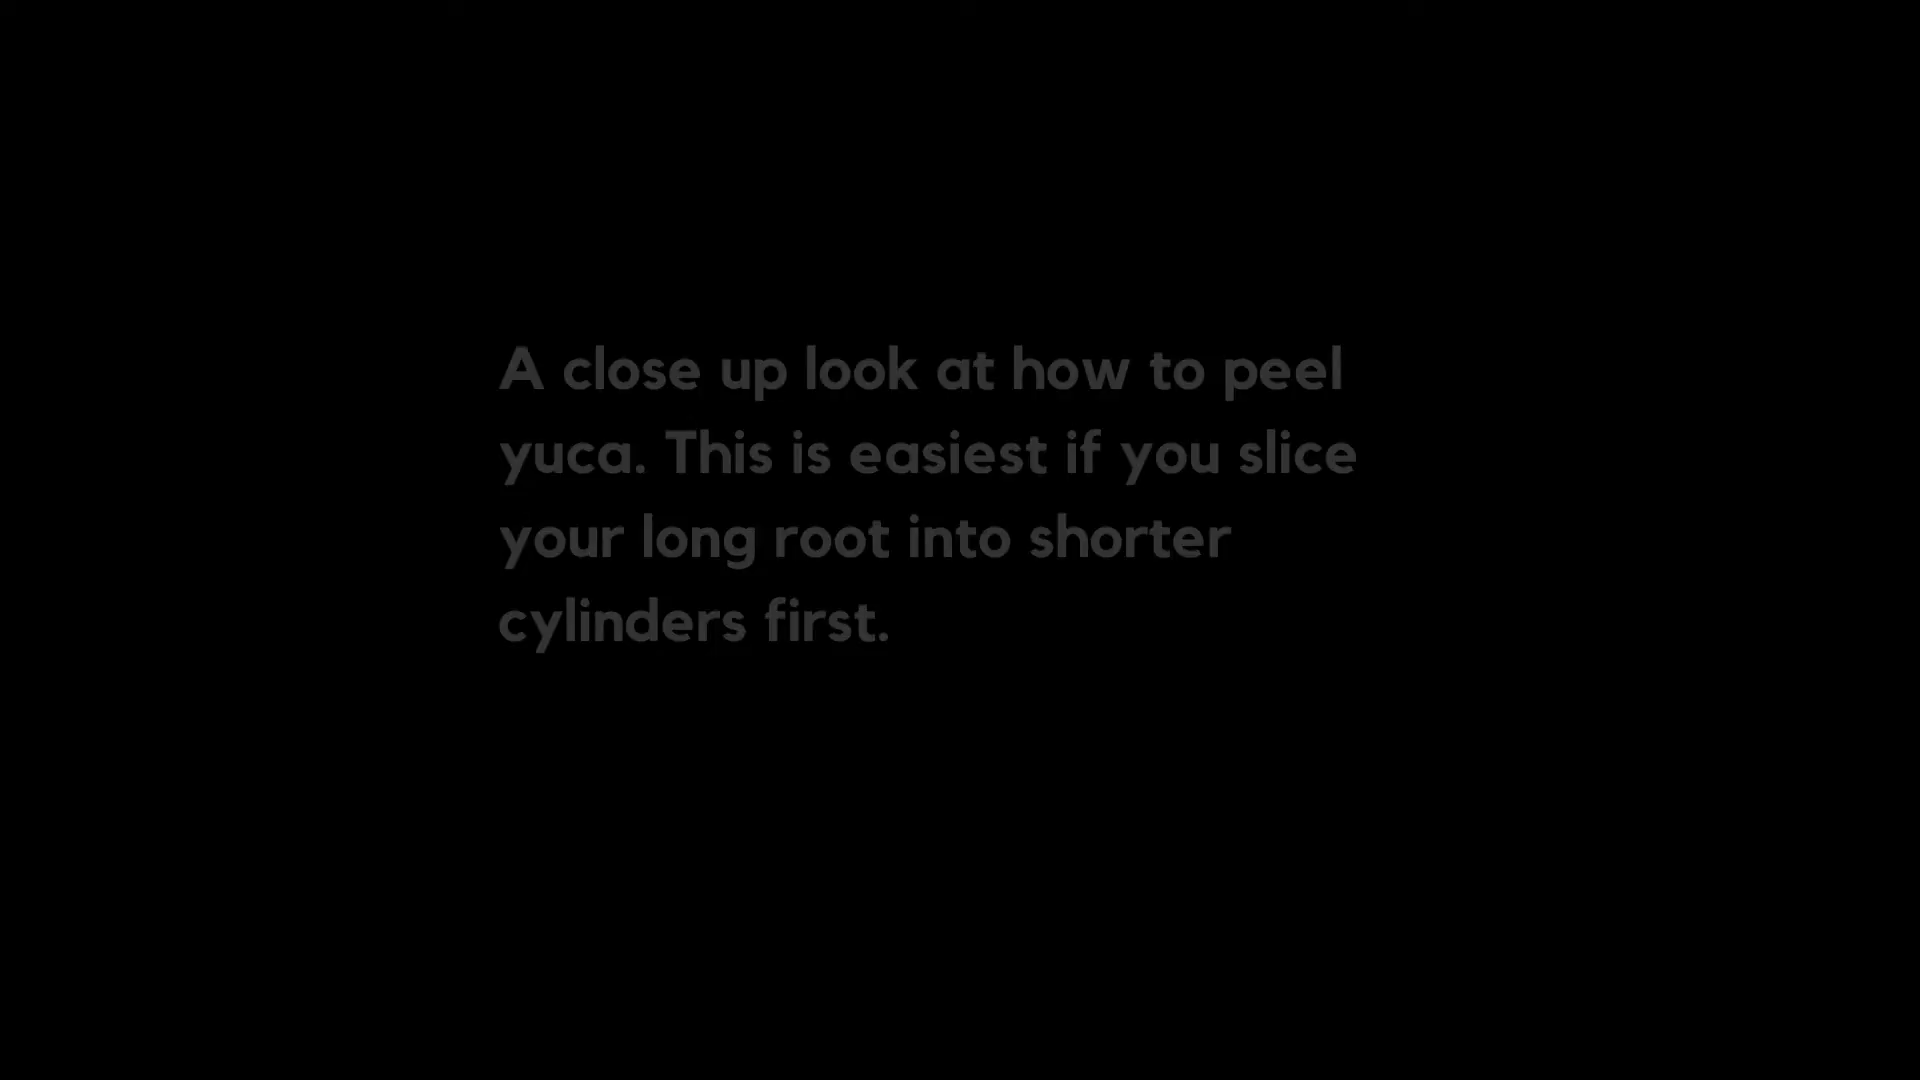 A close up look at how to peel
yuca. This is easiest if you slice
your long root into shorter
cylinders first.